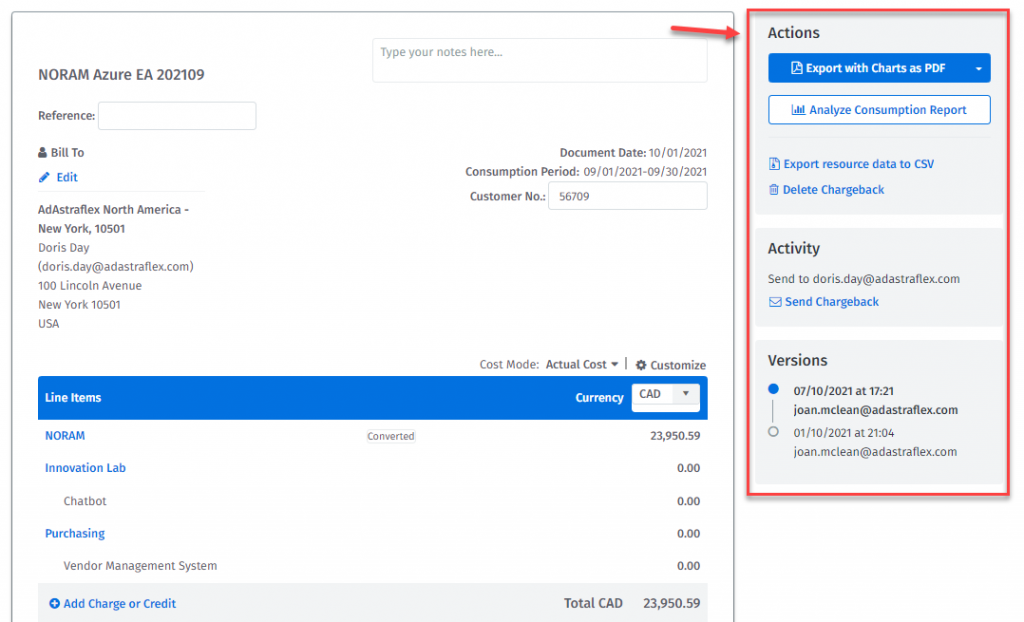 Type your notes here...
NORAM Azure EA 202109
Reference:
Bill To
Edit
AdAstraflex North America -
New York, 10501
Doris Day
(doris.day@adastraflex.com)
100 Lincoln Avenue
New York 10501
USA
Document Date: 10/01/2021
Consumption Period: 09/01/2021-09/30/2021
Customer No.: 56709
Cost Mode: Actual Cost | Customize
Line Items Currency CAD
NORAM Converted 23,950.59
Innovation Lab 0.00
Chatbot 0.00
Purchasing 0.00
Vendor Management System 0.00
Add Charge or Credit Total CAD 23,950.59
Actions
Export with Charts as PDF
Analyze Consumption Report
Export resource data to CSV
Delete Chargeback
Activity
Send to doris.day@adastraflex.com
Send Chargeback
Versions
07/10/2021 at 17:21
joan.mclean@adastraflex.com
01/10/2021 at 21:04
joan.mclean@adastraflex.com